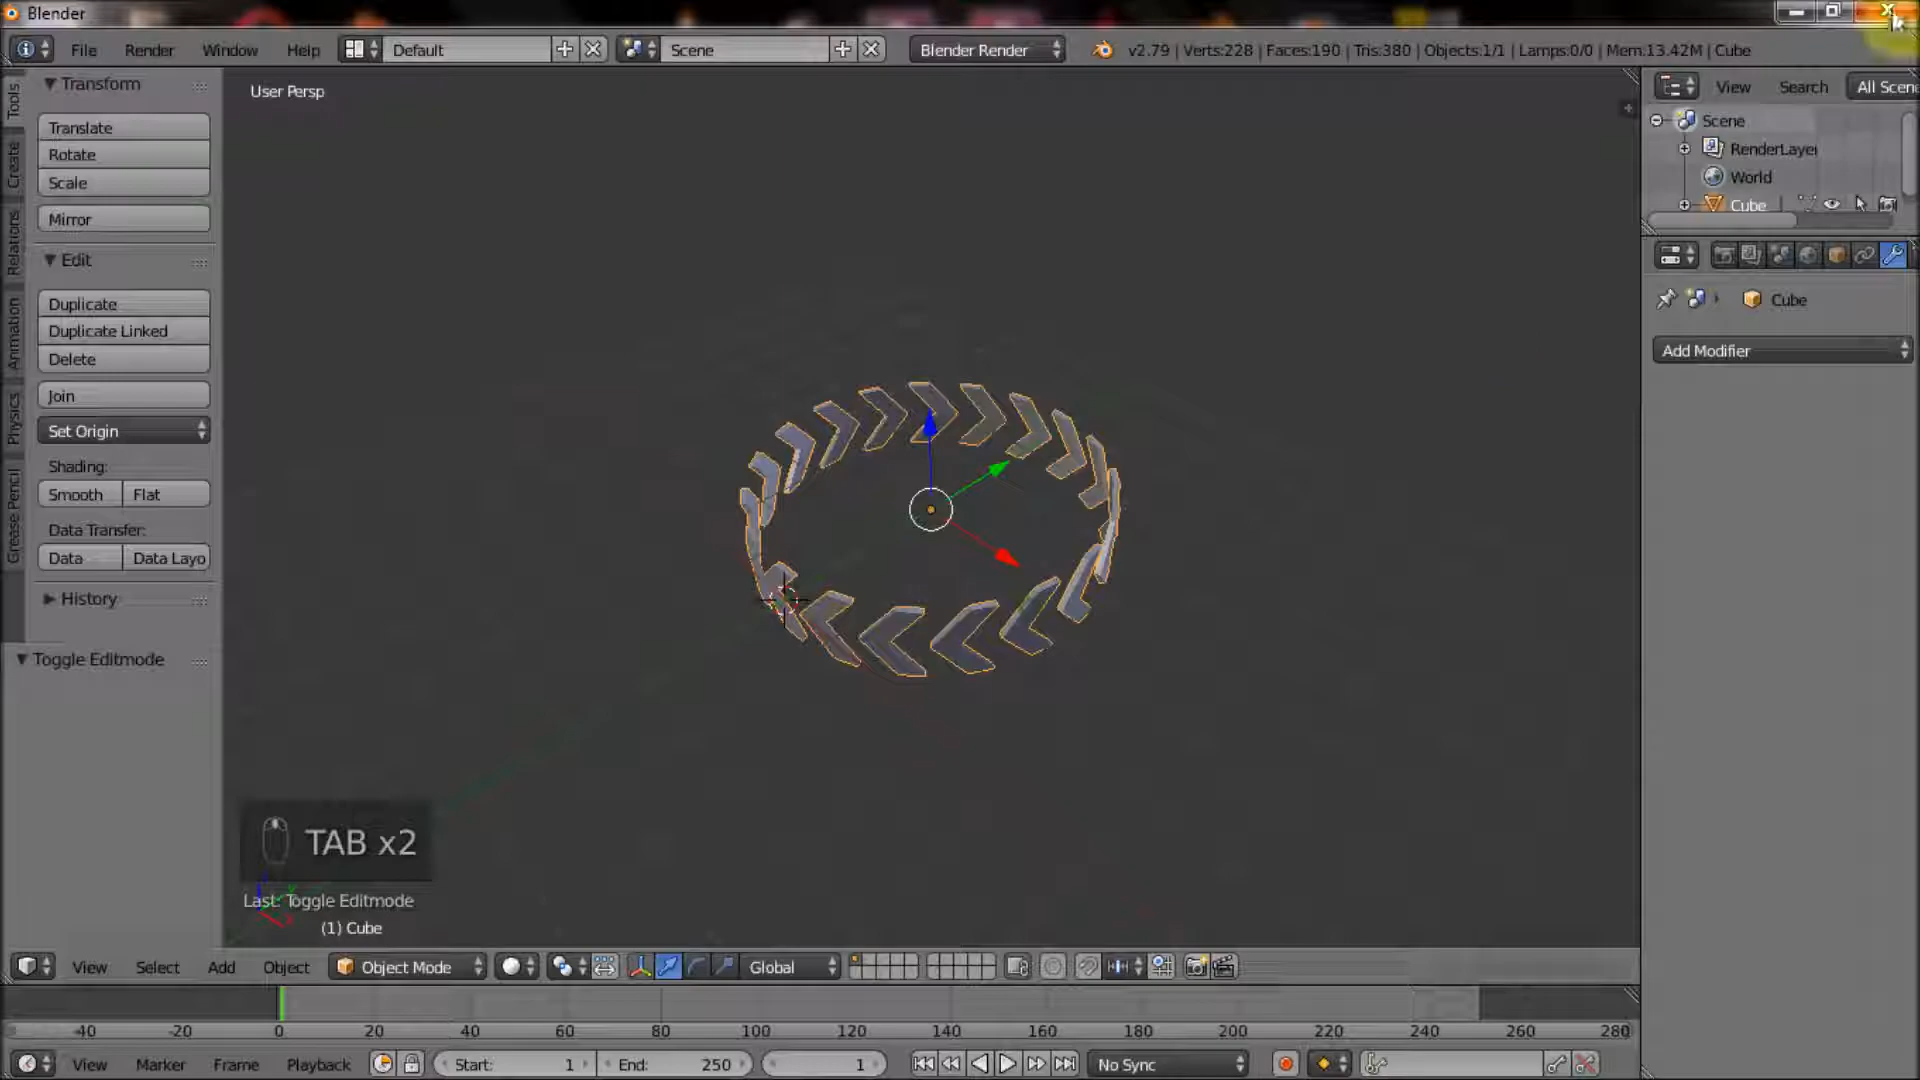 Blender
File Render Window Help Default Scene Blender Render v2.79 | Verts:228 | Faces:190 | Tris:380 | Objects:1/1 | Lamps:0/0 | Mem:13.42M | Cube
Transform
Translate
Rotate
Scale
Mirror
Edit
Duplicate
Duplicate Linked
Delete
Join
Set Origin
Shading:
Smooth Flat
Data Transfer:
Data Data Layo
History
Toggle Editmode
Tools
Create
Relations
Animation
Physics
Grease Pencil
User Persp
TAB x2
Last: Toggle Editmode
(1) Cube
View Search All Scene
Scene
RenderLayer
World
Cube
Cube
Add Modifier
View Select Add Object Object Mode Global
-40 -20 0 20 40 60 80 100 120 140 160 180 200 220 240 260 280
View Marker Frame Playback Start: 1 End: 250 1 No Sync